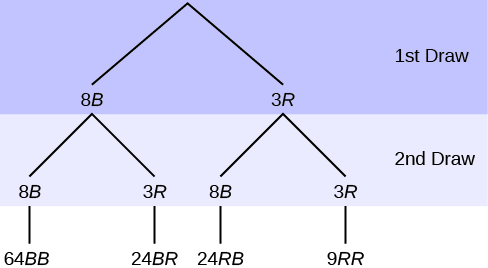 1st Draw
8B 3R
2nd Draw
8B 3R 8B 3R
64BB 24BR 24RB 9RR